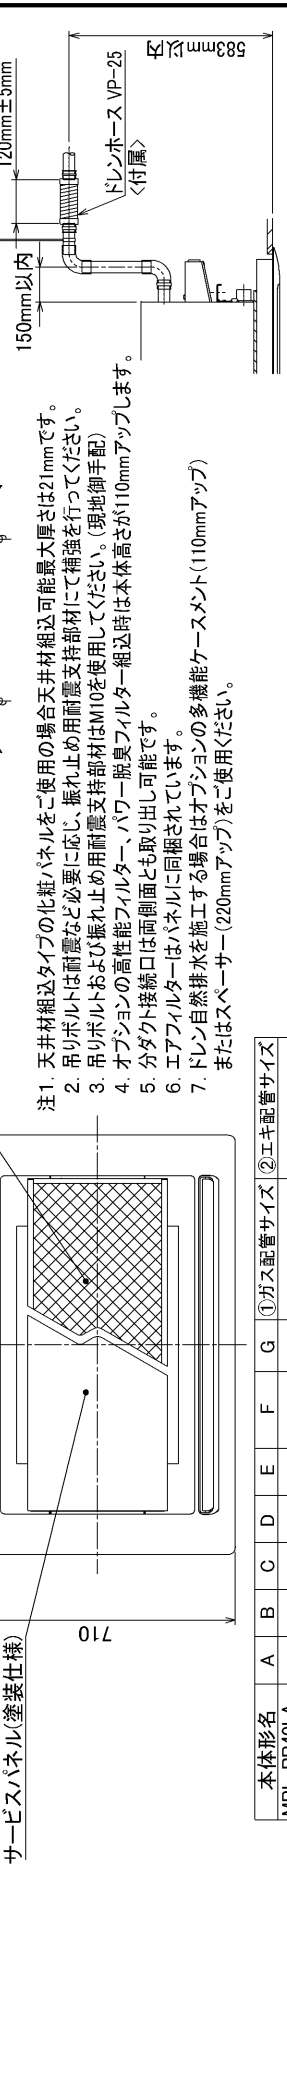 120mm±5mm
150mm以内
583mm以内
ドレンホース VP-25
<付属>
注1. 天井材組込タイプの化粧パネルをご使用の場合天井材組込可能最大厚さは21mmです。
2. 吊りボルトは耐震など必要に応じ、振れ止め用耐震支持部材にて補強を行ってください。
3. 吊りボルトおよび振れ止め用耐震支持部材はM10を使用してください。(現地御手配)
4. オプションの高性能フィルター、パワー脱臭フィルター組込時は本体高さが110mmアップします。
5. 分ダクト接続口は両側面とも取り出し可能です。
6. エアフィルターはパネルに同梱されています。
7. ドレン自然排水を施工する場合はオプションの多機能ケースメント(110mmアップ)
またはスペーサー(220mmアップ)をご使用ください。
サービスパネル(塗装仕様)
710
本体形名 A B C D E F G ①ガス配管サイズ ②エキ配管サイズ